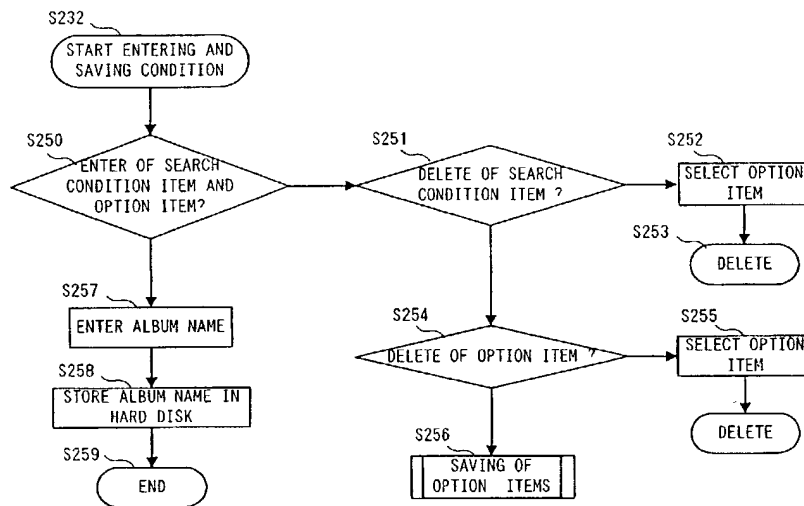 S232
START ENTERING AND
SAVING CONDITION
S250
ENTER OF SEARCH
CONDITION ITEM AND
OPTION ITEM?
S251
DELETE OF SEARCH
CONDITION ITEM ?
S252
SELECT OPTION
ITEM
S253
DELETE
S257
ENTER ALBUM NAME
S258
STORE ALBUM NAME IN
HARD DISK
S259
END
S254
DELETE OF OPTION ITEM ?
S255
SELECT OPTION
ITEM
DELETE
S256
SAVING OF
OPTION ITEMS